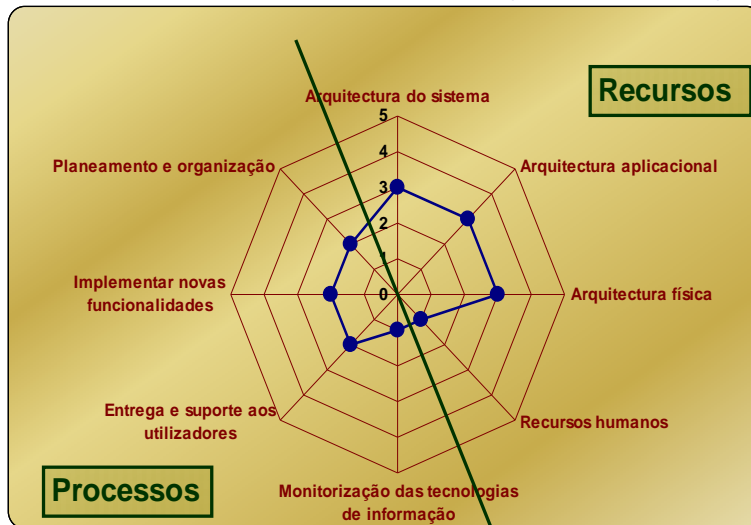 Recursos
Arquitectura do sistema
5
4
3
2
1
0
Planeamento e organização
Arquitectura aplicacional
Implementar novas
funcionalidades
Arquitectura física
Entrega e suporte aos
utilizadores
Recursos humanos
Processos
Monitorização das tecnologias
de informação